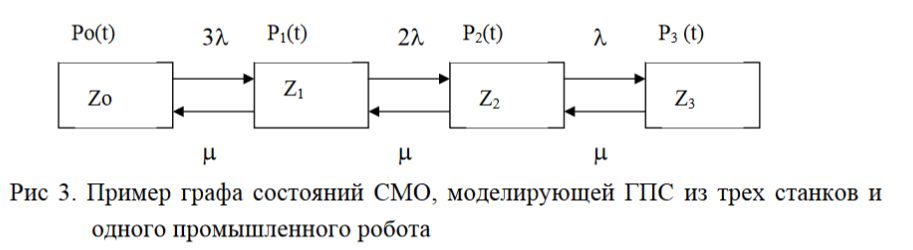 Po(t) 3λ P₁(t) 2λ P₂(t) λ P₃ (t)
Zo Z₁ Z₂ Z₃
μ μ μ
Рис 3. Пример графа состояний СМО, моделирующей ГПС из трех станков и
одного промышленного робота